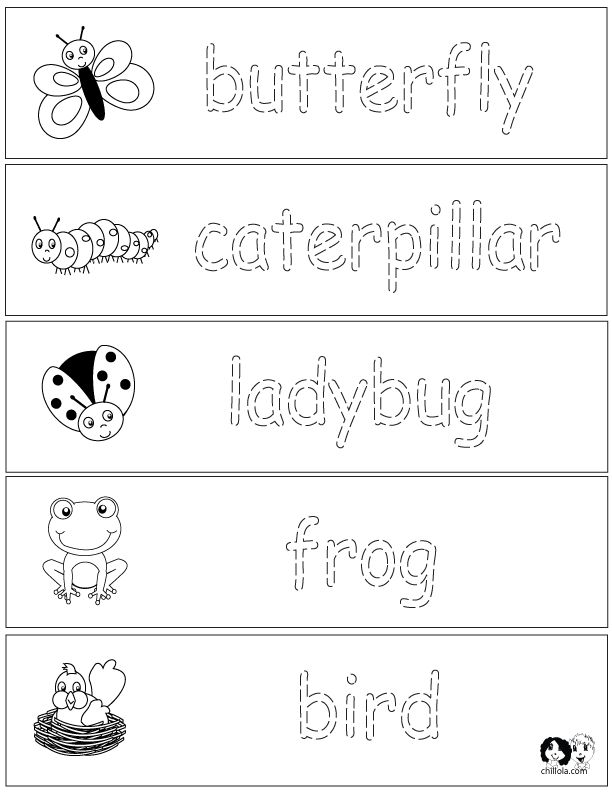 butterfly
caterpillar
ladybug
frog
bird
chillola.com